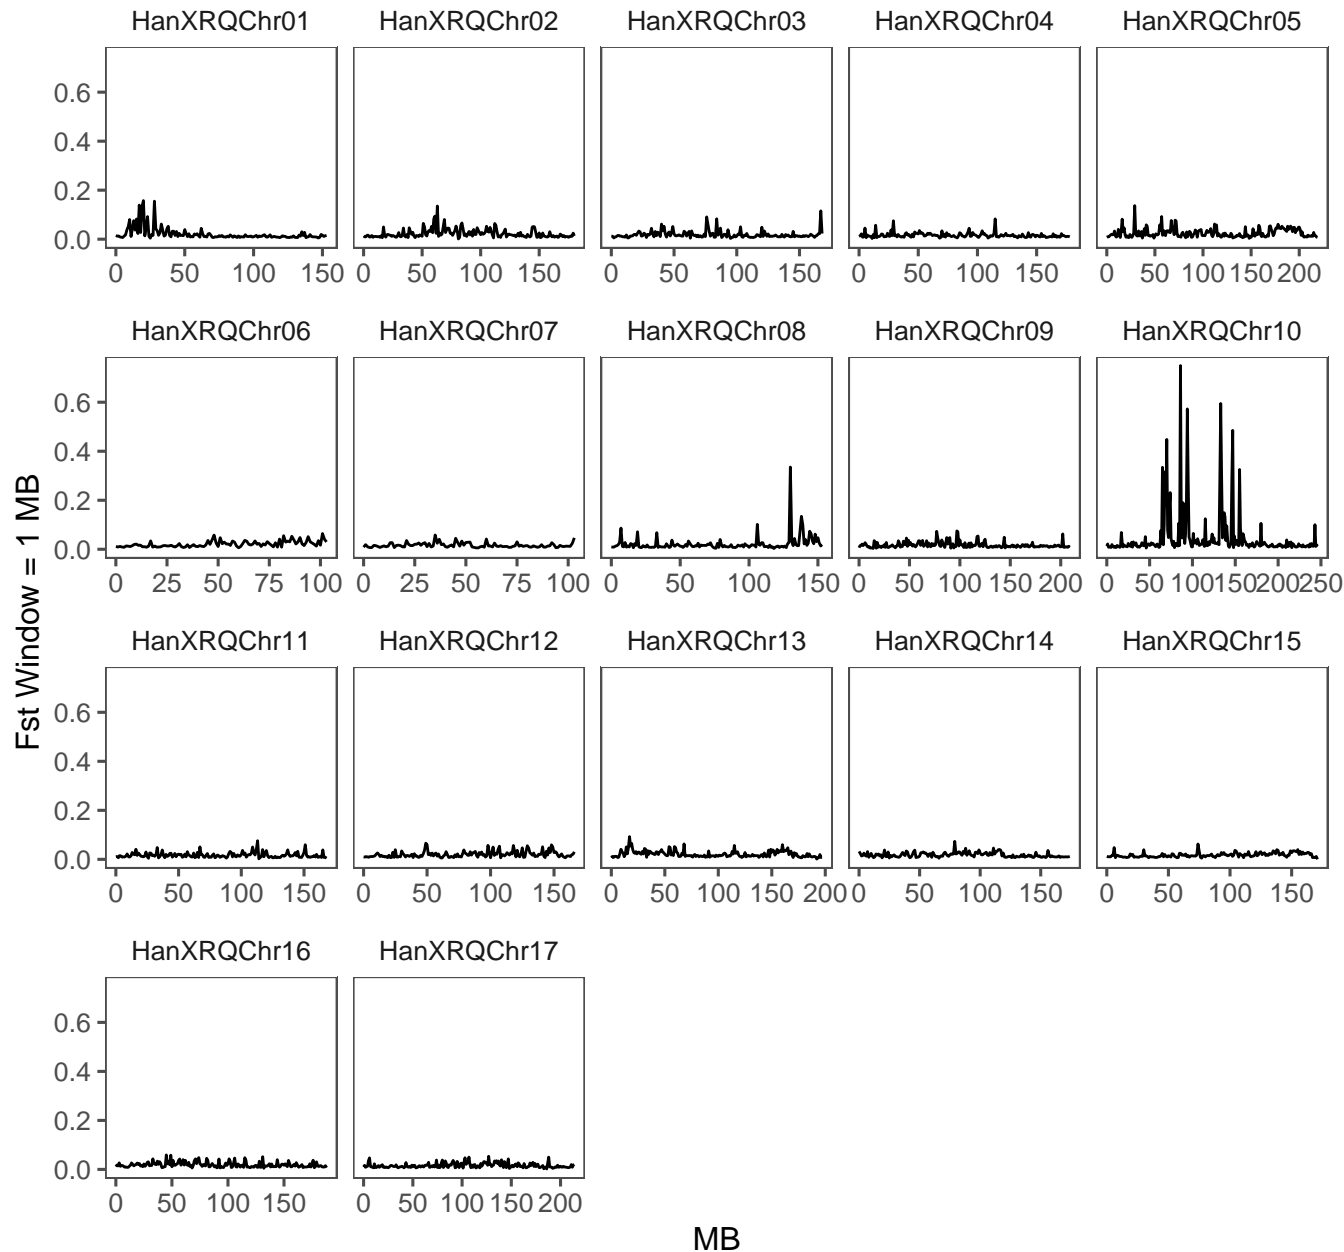 HanXRQChr01 HanXRQChr02 HanXRQChr03 HanXRQChr04 HanXRQChr05
0.6
0.4
0.2
0.0
0 50 100 150 0 50 100 150 0 50 100 150 0 50 100 150 0 50 100 150 200
HanXRQChr06 HanXRQChr07 HanXRQChr08 HanXRQChr09 HanXRQChr10
0.6
0.4
0.2
0.0
0 25 50 75 100 0 25 50 75 100 0 50 100 150 0 50 100 150 200 0 50 100 150 200 250
Fst Window = 1 MB
HanXRQChr11 HanXRQChr12 HanXRQChr13 HanXRQChr14 HanXRQChr15
0.6
0.4
0.2
0.0
0 50 100 150 0 50 100 150 0 50 100 150 200 0 50 100 150 0 50 100 150
HanXRQChr16 HanXRQChr17
0.6
0.4
0.2
0.0
0 50 100 150 0 50 100 150 200
MB